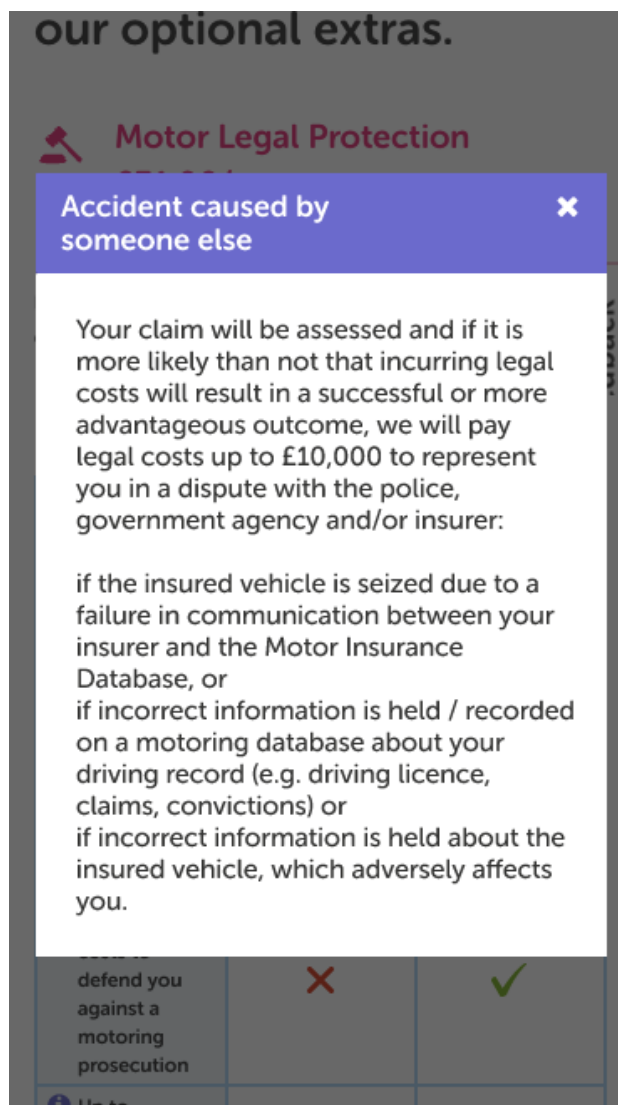 our optional extras.
Motor Legal Protection
Accident caused by
someone else
Your claim will be assessed and if it is
more likely than not that incurring legal
costs will result in a successful or more
advantageous outcome, we will pay
legal costs up to £10,000 to represent
you in a dispute with the police,
government agency and/or insurer:
if the insured vehicle is seized due to a
failure in communication between your
insurer and the Motor Insurance
Database, or
if incorrect information is held / recorded
on a motoring database about your
driving record (e.g. driving licence,
claims, convictions) or
if incorrect information is held about the
insured vehicle, which adversely affects
you.
defend you
against a
motoring
prosecution
Up to